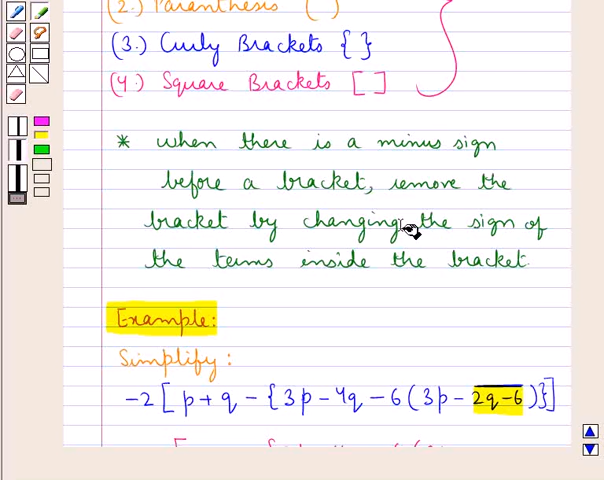 (2.) Paranthesis ( )
(3.) Curly Brackets { }
(4.) Square Brackets [ ]
* when there is a minus sign
before a bracket, remove the
bracket by changing the sign of
the terms inside the bracket.
Example:
Simplify:
-2[p+q-{3p-4q-6(3p-2q-6)}]